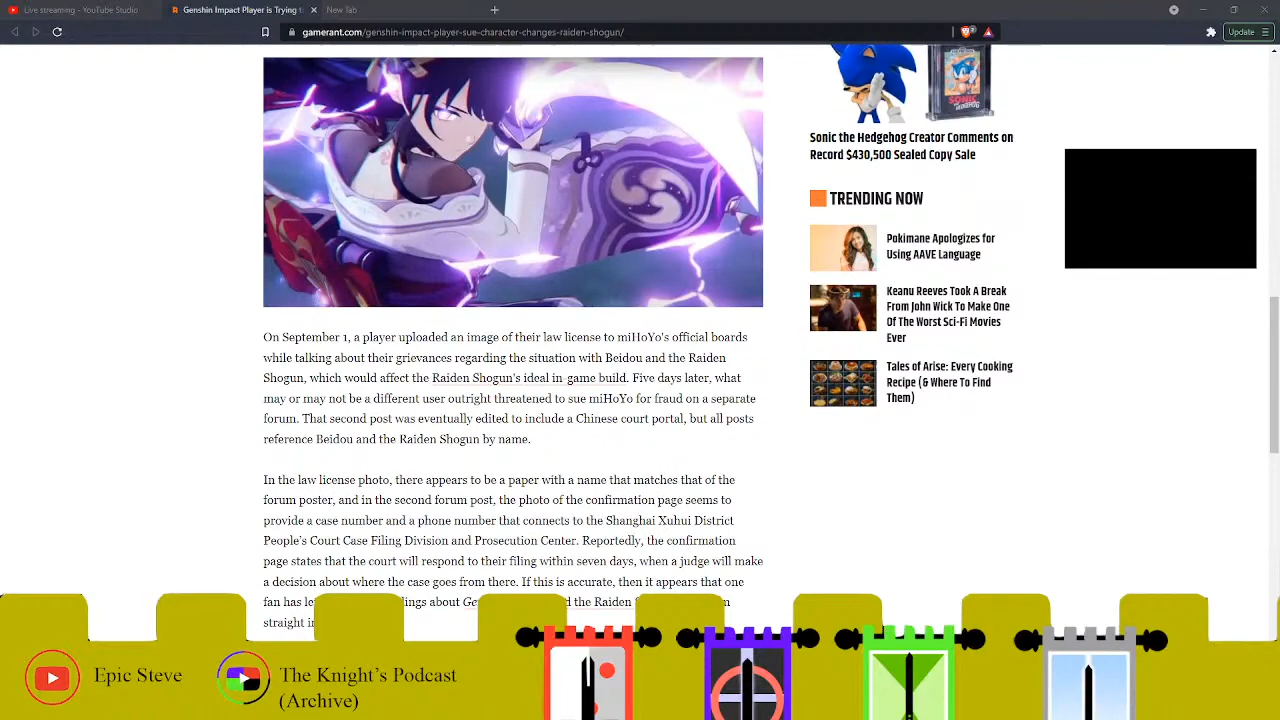 Live streaming - YouTube Studio
Genshin Impact Player is Trying t
New Tab
gamerant.com/genshin-impact-player-sue-character-changes-raiden-shogun/
Update
Sonic the Hedgehog Creator Comments on
Record $430,500 Sealed Copy Sale
TRENDING NOW
Pokimane Apologizes for
Using AAVE Language
Keanu Reeves Took A Break
From John Wick To Make One
Of The Worst Sci-Fi Movies
Ever
Tales of Arise: Every Cooking
Recipe (& Where To Find
Them)
On September 1, a player uploaded an image of their law license to miHoYo's official boards
while talking about their grievances regarding the situation with Beidou and the Raiden
Shogun, which would affect the Raiden Shogun's ideal in-game build. Five days later, what
may or may not be a different user outright threatened to sue miHoYo for fraud on a separate
forum. That second post was eventually edited to include a Chinese court portal, but all posts
reference Beidou and the Raiden Shogun by name.
In the law license photo, there appears to be a paper with a name that matches that of the
forum poster, and in the second forum post, the photo of the confirmation page seems to
provide a case number and a phone number that connects to the Shanghai Xuhui District
People's Court Case Filing Division and Prosecution Center. Reportedly, the confirmation
page states that the court will respond to their filing within seven days, when a judge will make
a decision about where the case goes from there. If this is accurate, then it appears that one
fan has le lings about Ge d the Raiden n
straight i
Epic Steve
The Knight's Podcast
(Archive)